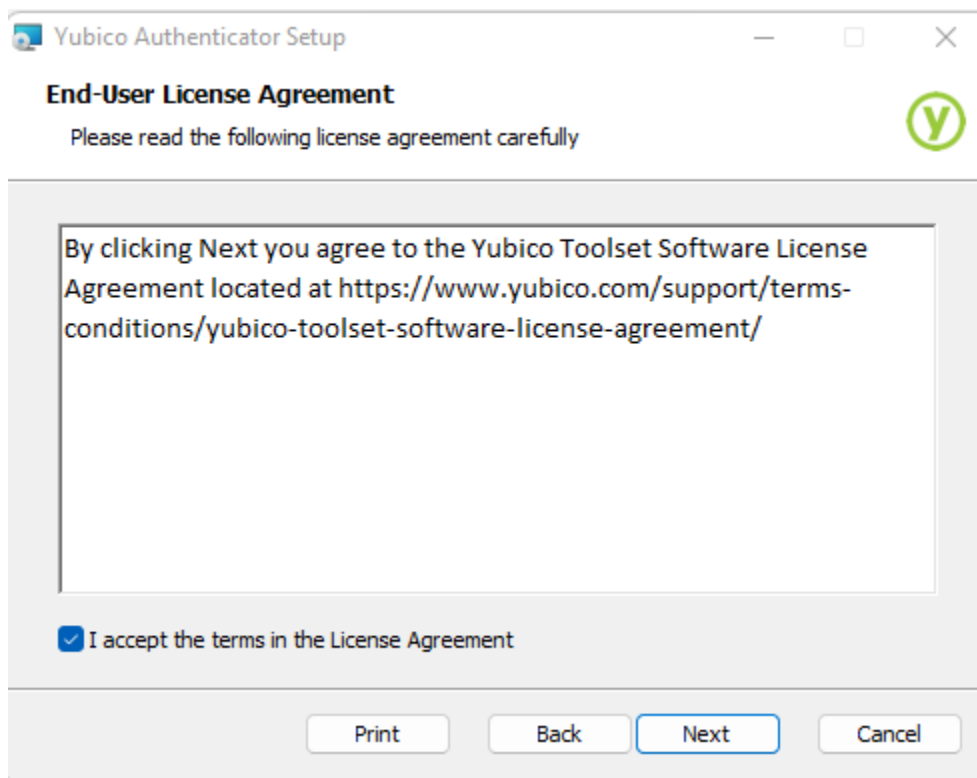 Yubico Authenticator Setup
End-User License Agreement
Please read the following license agreement carefully
y
By clicking Next you agree to the Yubico Toolset Software License
Agreement located at https://www.yubico.com/support/terms-
conditions/yubico-toolset-software-license-agreement/
I accept the terms in the License Agreement
Print Back Next Cancel